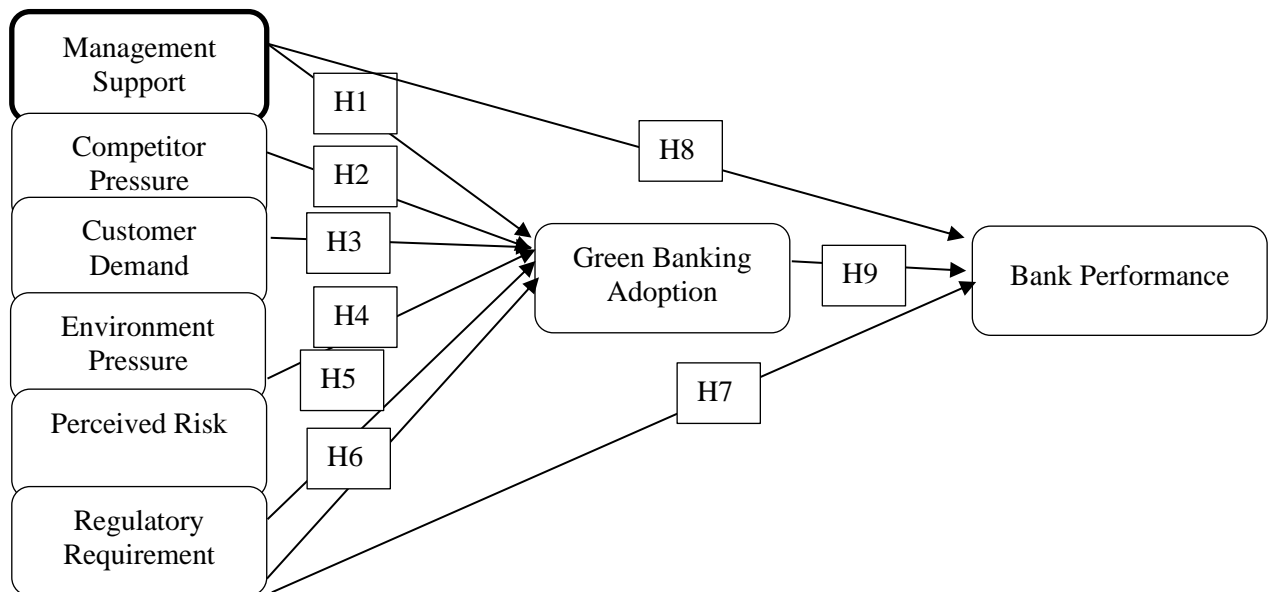 Management
Support
H1
H8
Competitor
Pressure
H2
Customer
Demand
H3
Green Banking
Adoption
H9
Bank Performance
Environment
Pressure
H4
H5
H7
Perceived Risk
H6
Regulatory
Requirement